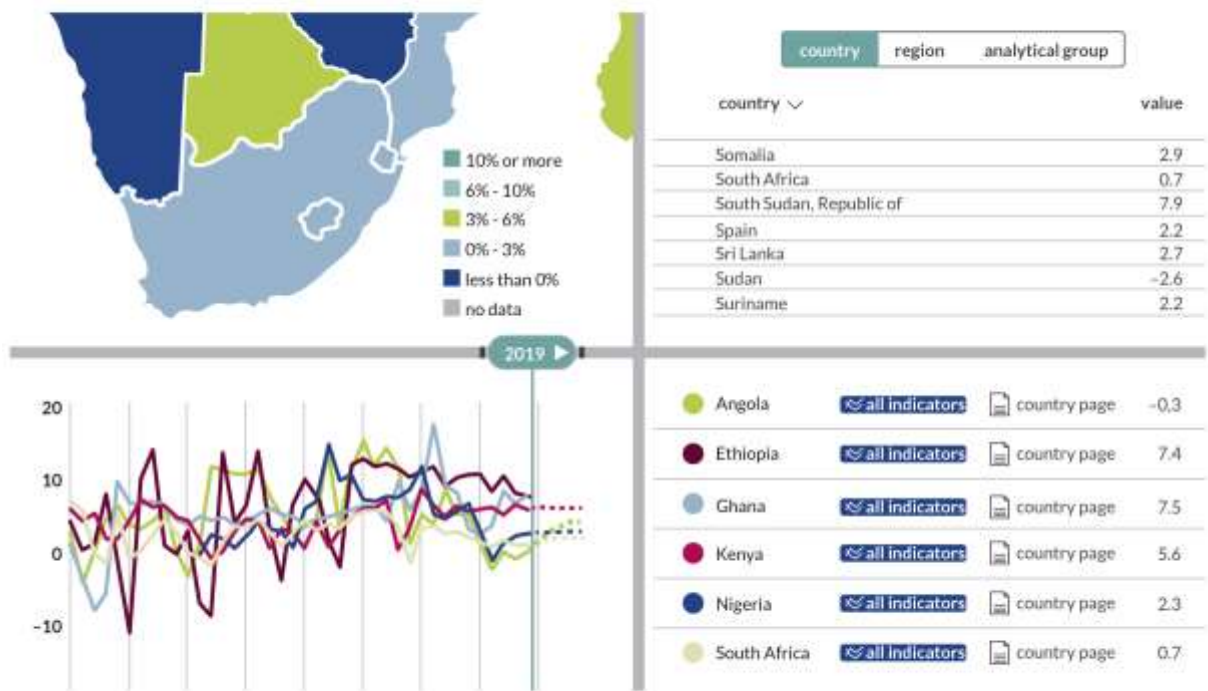 country region analytical group
country value
Somalia 2.9
South Africa 0.7
South Sudan, Republic of 7.9
Spain 2.2
Sri Lanka 2.7
Sudan –2.6
Suriname 2.2
10% or more
6% - 10%
3% - 6%
0% - 3%
less than 0%
no data
2019
20
10
0
–10
Angola all indicators country page –0.3
Ethiopia all indicators country page 7.4
Ghana all indicators country page 7.5
Kenya all indicators country page 5.6
Nigeria all indicators country page 2.3
South Africa all indicators country page 0.7